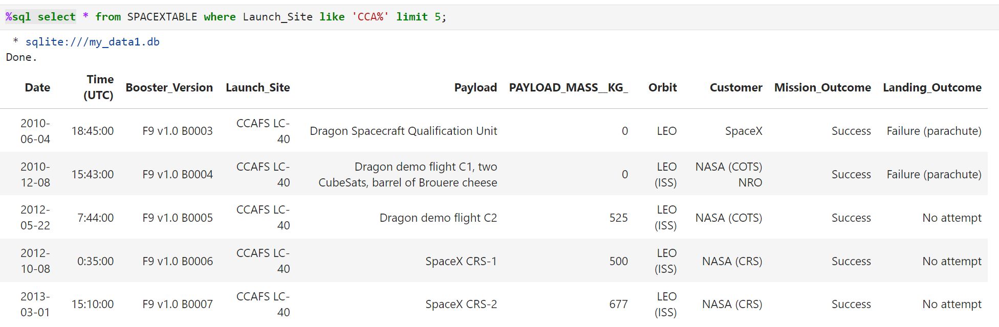 %sql select * from SPACEXTABLE where Launch_Site like 'CCA%' limit 5;
* sqlite:///my_data1.db
Done.
Date Time (UTC) Booster_Version Launch_Site Payload PAYLOAD_MASS__KG_ Orbit Customer Mission_Outcome Landing_Outcome
2010-06-04 18:45:00 F9 v1.0 B0003 CCAFS LC-40 Dragon Spacecraft Qualification Unit 0 LEO SpaceX Success Failure (parachute)
2010-12-08 15:43:00 F9 v1.0 B0004 CCAFS LC-40 Dragon demo flight C1, two CubeSats, barrel of Brouere cheese 0 LEO (ISS) NASA (COTS) NRO Success Failure (parachute)
2012-05-22 7:44:00 F9 v1.0 B0005 CCAFS LC-40 Dragon demo flight C2 525 LEO (ISS) NASA (COTS) Success No attempt
2012-10-08 0:35:00 F9 v1.0 B0006 CCAFS LC-40 SpaceX CRS-1 500 LEO (ISS) NASA (CRS) Success No attempt
2013-03-01 15:10:00 F9 v1.0 B0007 CCAFS LC-40 SpaceX CRS-2 677 LEO (ISS) NASA (CRS) Success No attempt